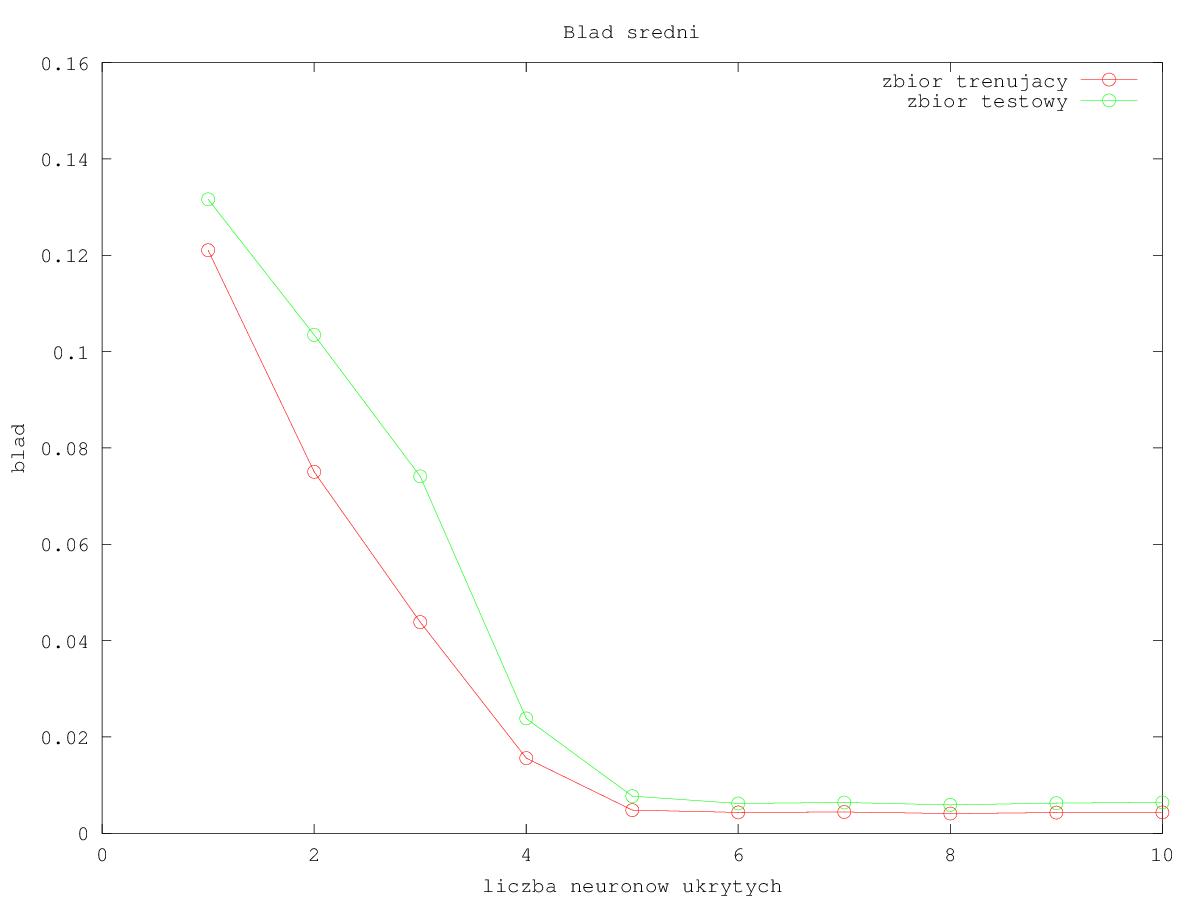 Blad sredni
zbior trenujacy
zbior testowy
0.16
0.14
0.12
0.1
0.08
0.06
0.04
0.02
0
blad
0 2 4 6 8 10
liczba neuronow ukrytych